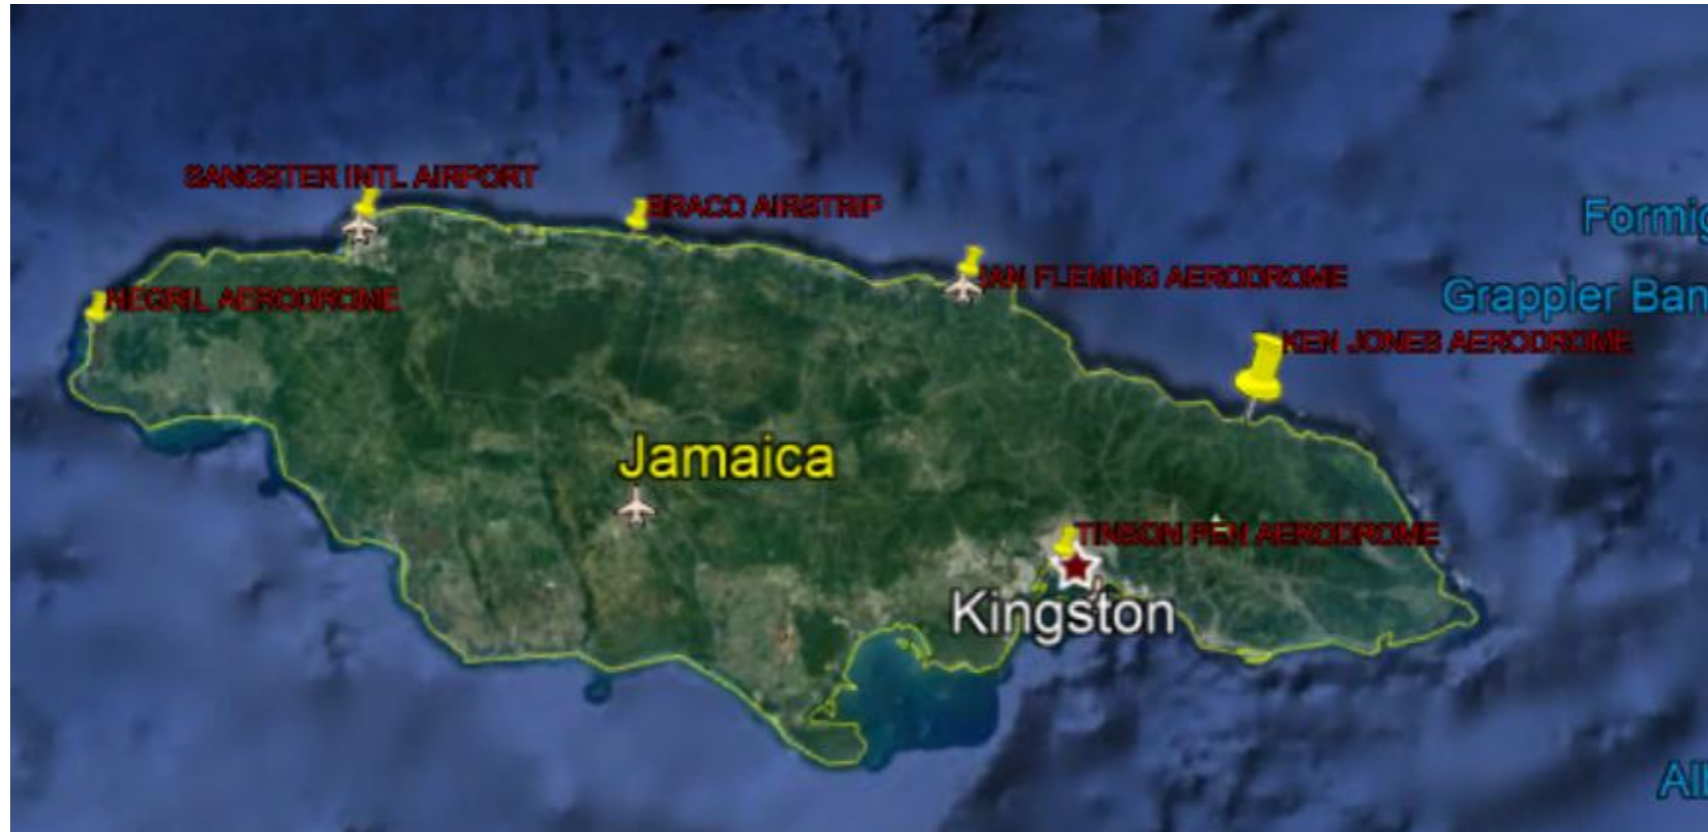 SANGSTER INTL AIRPORT
BRACO AIRSTRIP
Formig
IAN FLEMING AERODROME
NEGRIL AERODROME
Grappler Ban
KEN JONES AERODROME
Jamaica
TINSON PEN AERODROME
Kingston